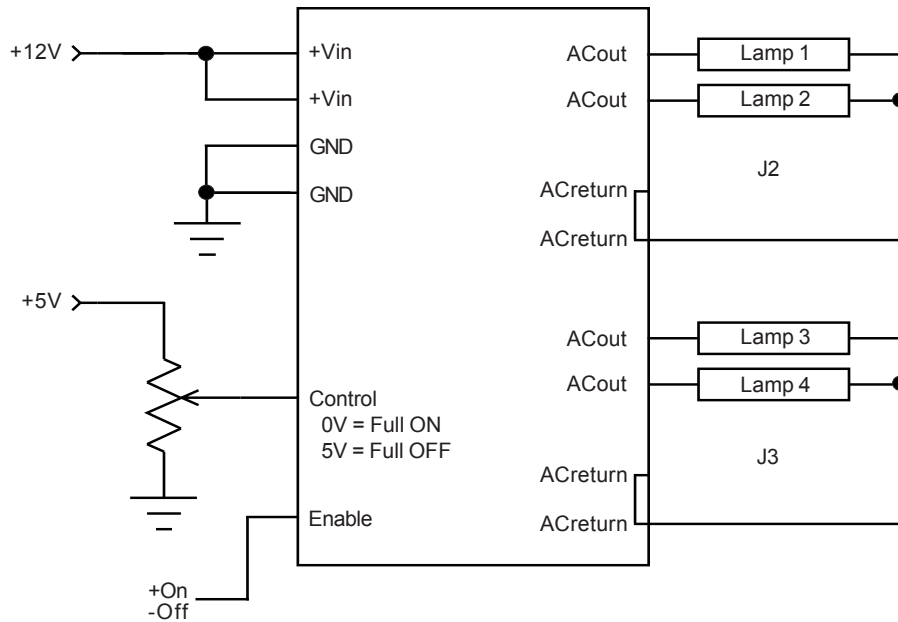 +12V
+Vin
+Vin
GND
GND
+5V
Control
0V = Full ON
5V = Full OFF
Enable
+On
-Off
ACout
Lamp 1
ACout
Lamp 2
J2
ACreturn
ACreturn
ACout
Lamp 3
ACout
Lamp 4
J3
ACreturn
ACreturn